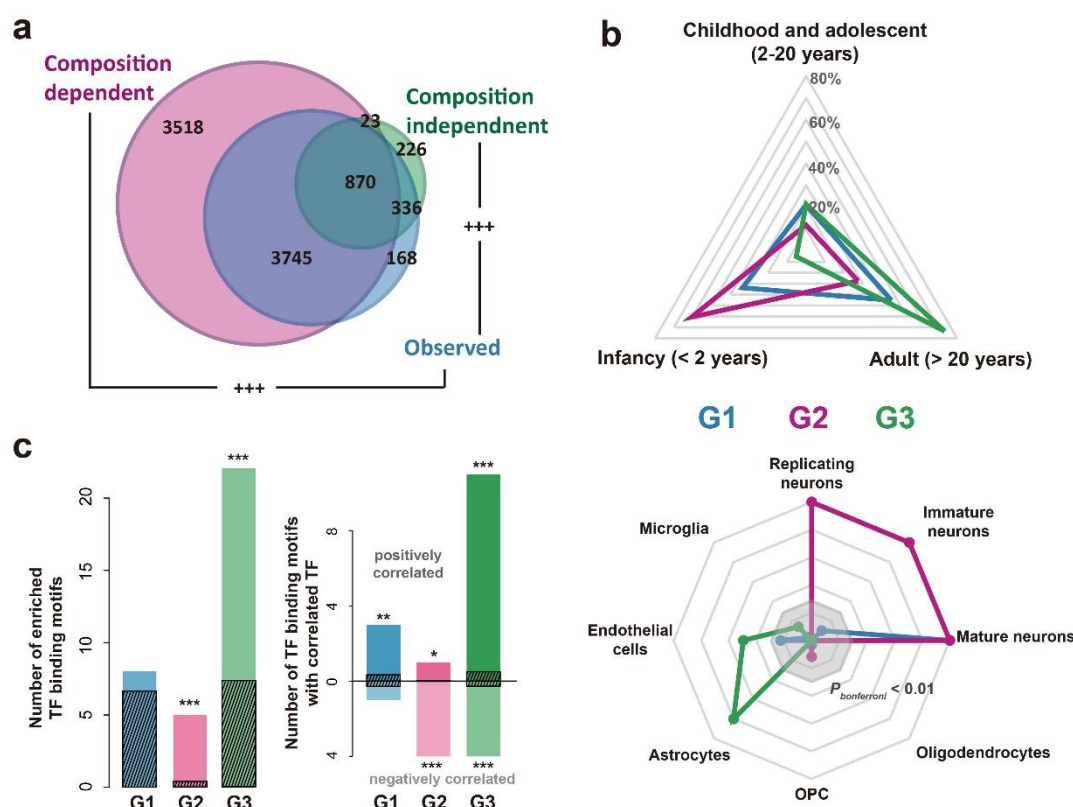 a
Composition
dependent
3518
23
Composition
independnent
226
870
336
+++
3745
168
Observed
+++
b
Childhood and adolescent
(2-20 years)
80%
60%
40%
20%
Infancy (< 2 years)
Adult (> 20 years)
G1 G2 G3
Replicating
neurons
Immature
neurons
Microglia
Endothelial
cells
Mature neurons
P bonferroni < 0.01
Astrocytes
Oligodendrocytes
OPC
c
Number of enriched
TF binding motifs
20
15
10
5
0
***
***
G1 G2 G3
Number of TF binding motifs
with correlated TF
8
4
0
4
positively
correlated
**
*
***
***
***
negatively correlated
G1 G2 G3